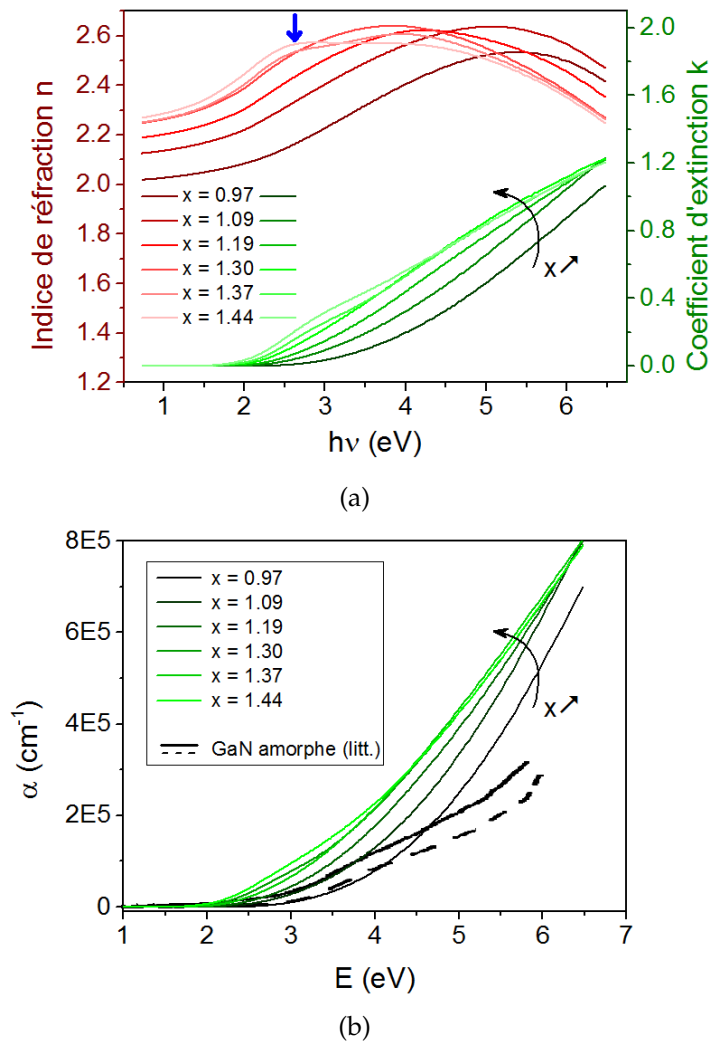 2.6
2.4
2.2
2.0
1.8
1.6
1.4
1.2
Indice de réfraction n
2.0
1.6
1.2
0.8
0.4
0.0
Coefficient d'extinction k
x = 0.97
x = 1.09
x = 1.19
x = 1.30
x = 1.37
x = 1.44
x↗
1 2 3 4 5 6
hν (eV)
(a)
8E5
6E5
4E5
2E5
0
α (cm⁻¹)
x = 0.97
x = 1.09
x = 1.19
x = 1.30
x = 1.37
x = 1.44
GaN amorphe (litt.)
x↗
1 2 3 4 5 6 7
E (eV)
(b)